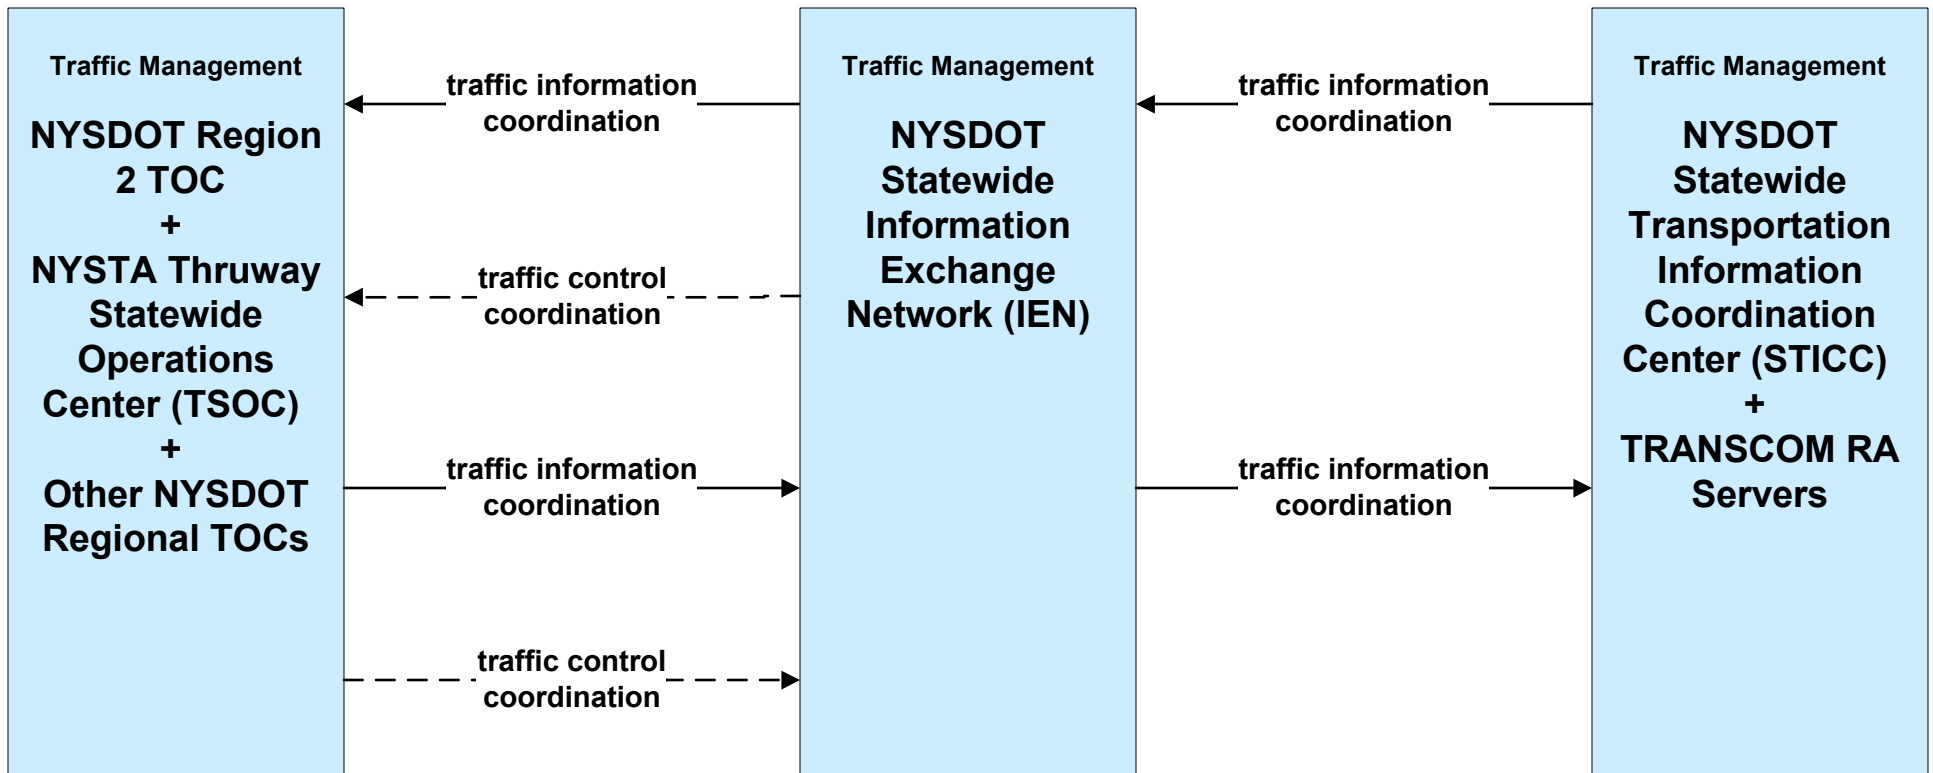 Traffic Management
NYSDOT Region
2 TOC
+
NYSTA Thruway
Statewide
Operations
Center (TSOC)
+
Other NYSDOT
Regional TOCs
traffic information
coordination
traffic control
coordination
traffic information
coordination
traffic control
coordination
Traffic Management
NYSDOT
Statewide
Information
Exchange
Network (IEN)
traffic information
coordination
traffic information
coordination
Traffic Management
NYSDOT
Statewide
Transportation
Information
Coordination
Center (STICC)
+
TRANSCOM RA
Servers